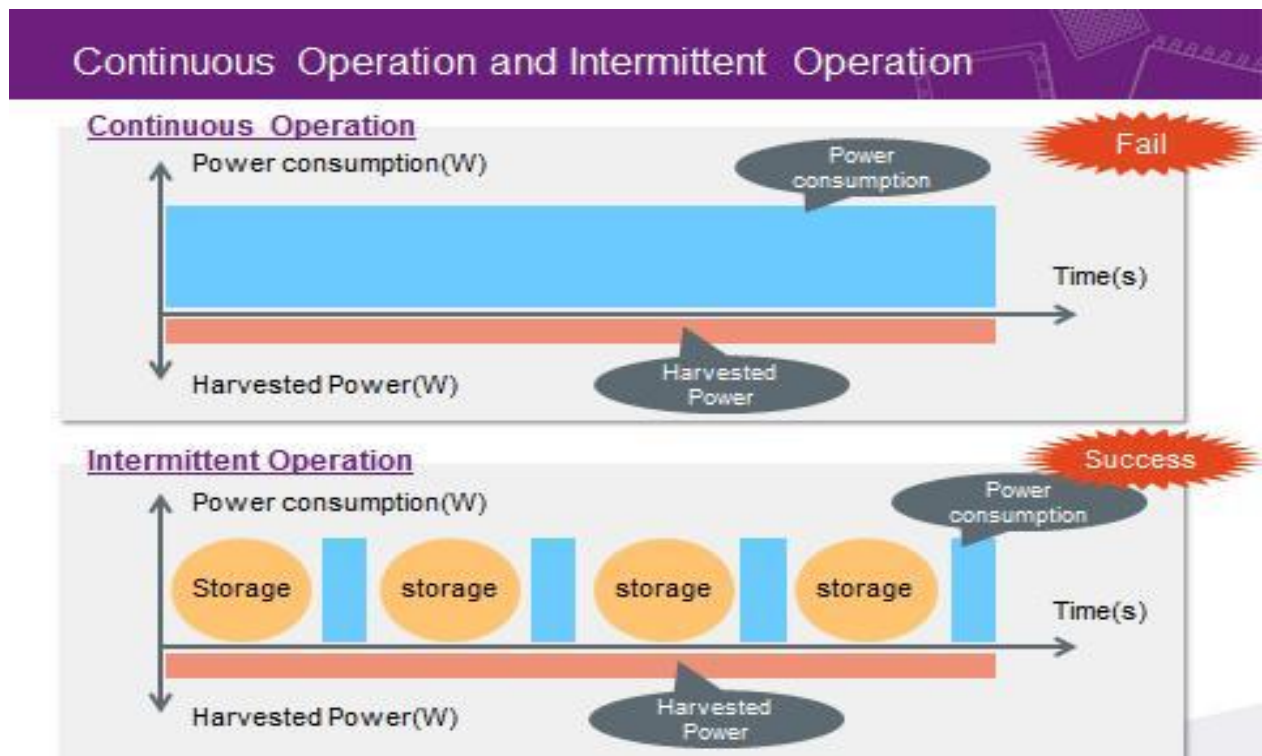 Continuous Operation and Intermittent Operation
Continuous Operation
Fail
Power consumption(W)
Power
consumption
Time(s)
Harvested Power(W)
Harvested
Power
Intermittent Operation
Success
Power consumption(W)
Power
consumption
Storage
storage
storage
storage
Time(s)
Harvested Power(W)
Harvested
Power